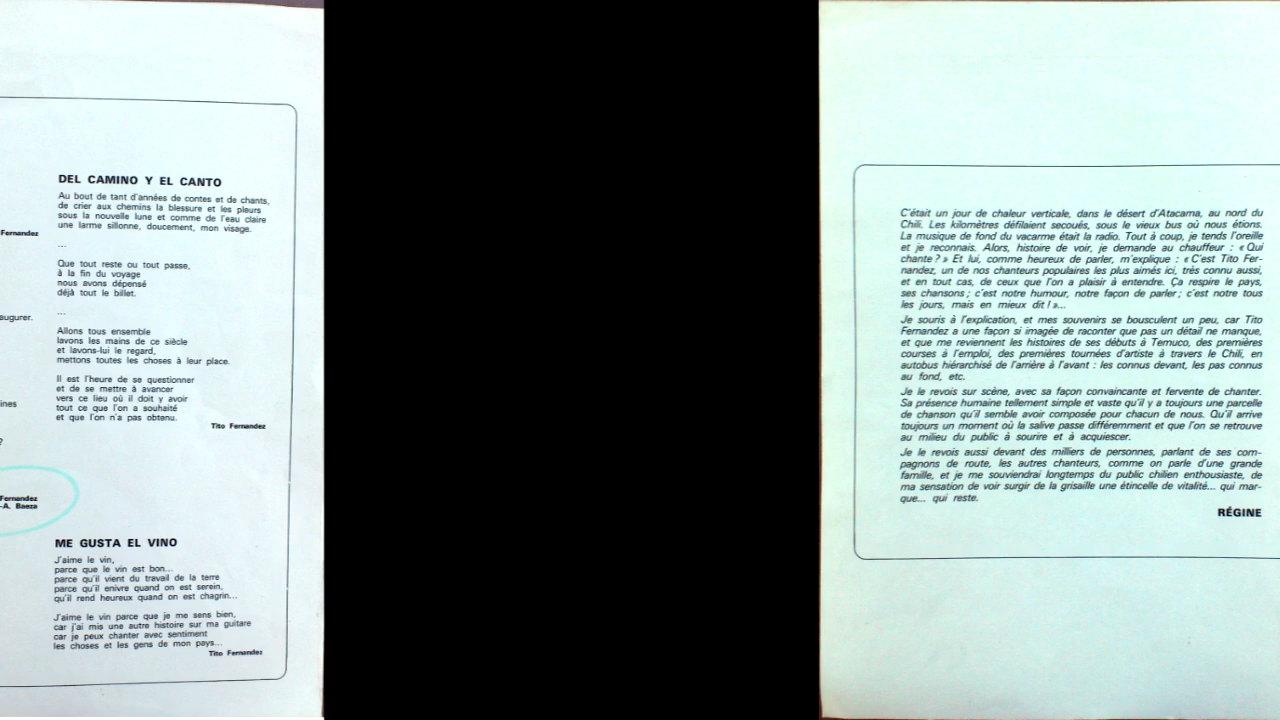 Fernandez
augurer.
ines
?
Fernandez
-A. Baeza
DEL CAMINO Y EL CANTO
Au bout de tant d'années de contes et de chants,
de crier aux chemins la blessure et les pleurs
sous la nouvelle lune et comme de l'eau claire
une larme sillonne, doucement, mon visage.
...
Que tout reste ou tout passe,
à la fin du voyage
nous avons dépensé
déjà tout le billet.
...
Allons tous ensemble
lavons les mains de ce siècle
et lavons-lui le regard,
mettons toutes les choses à leur place.
Il est l'heure de se questionner
et de se mettre à avancer
vers ce lieu où il doit y avoir
tout ce que l'on a souhaité
et que l'on n'a pas obtenu.
Tito Fernandez
ME GUSTA EL VINO
J'aime le vin,
parce que le vin est bon...
parce qu'il vient du travail de la terre
parce qu'il enivre quand on est serein,
qu'il rend heureux quand on est chagrin...
J'aime le vin parce que je me sens bien,
car j'ai mis une autre histoire sur ma guitare
car je peux chanter avec sentiment
les choses et les gens de mon pays...
Tito Fernandez
C'était un jour de chaleur verticale, dans le désert d'Atacama, au nord du
Chili. Les kilomètres défilaient secoués, sous le vieux bus où nous étions.
La musique de fond du vacarme était la radio. Tout à coup, je tends l'oreille
et je reconnais. Alors, histoire de voir, je demande au chauffeur : « Qui
chante ? » Et lui, comme heureux de parler, m'explique : « C'est Tito Fer-
nandez, un de nos chanteurs populaires les plus aimés ici, très connu aussi,
et en tout cas, de ceux que l'on a plaisir à entendre. Ça respire le pays,
ses chansons ; c'est notre humour, notre façon de parler ; c'est notre tous
les jours, mais en mieux dit ! »...
Je souris à l'explication, et mes souvenirs se bousculent un peu, car Tito
Fernandez a une façon si imagée de raconter que pas un détail ne manque,
et que me reviennent les histoires de ses débuts à Temuco, des premières
courses à l'emploi, des premières tournées d'artiste à travers le Chili, en
autobus hiérarchisé de l'arrière à l'avant : les connus devant, les pas connus
au fond, etc.
Je le revois sur scène, avec sa façon convaincante et fervente de chanter.
Sa présence humaine tellement simple et vaste qu'il y a toujours une parcelle
de chanson qu'il semble avoir composée pour chacun de nous. Qu'il arrive
toujours un moment où la salive passe différemment et que l'on se retrouve
au milieu du public à sourire et à acquiescer.
Je le revois aussi devant des milliers de personnes, parlant de ses com-
pagnons de route, les autres chanteurs, comme on parle d'une grande
famille, et je me souviendrai longtemps du public chilien enthousiaste, de
ma sensation de voir surgir de la grisaille une étincelle de vitalité... qui mar-
que... qui reste.
RÉGINE